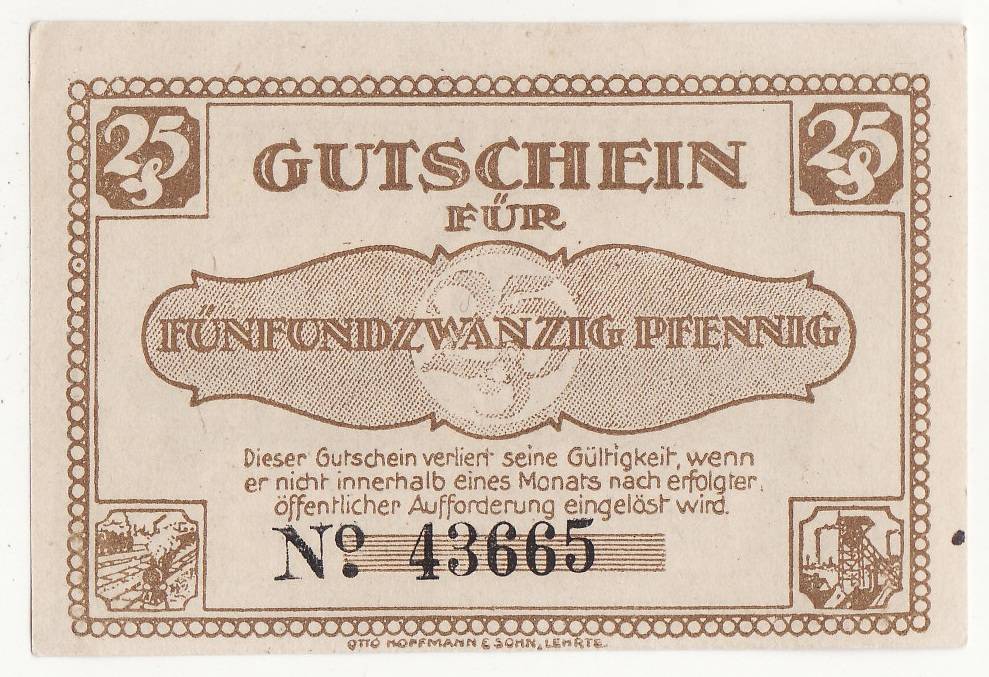 25 ₰
25 ₰
GUTSCHEIN
FÜR
25 ₰
FÜNFUNDZWANZIG PFENNIG
Dieser Gutschein verliert seine Gültigkeit, wenn
er nicht innerhalb eines Monats nach erfolgter
öffentlicher Aufforderung eingelöst wird.
No. 43665
OTTO HOFFMANN & SOHN, LEHRTE.